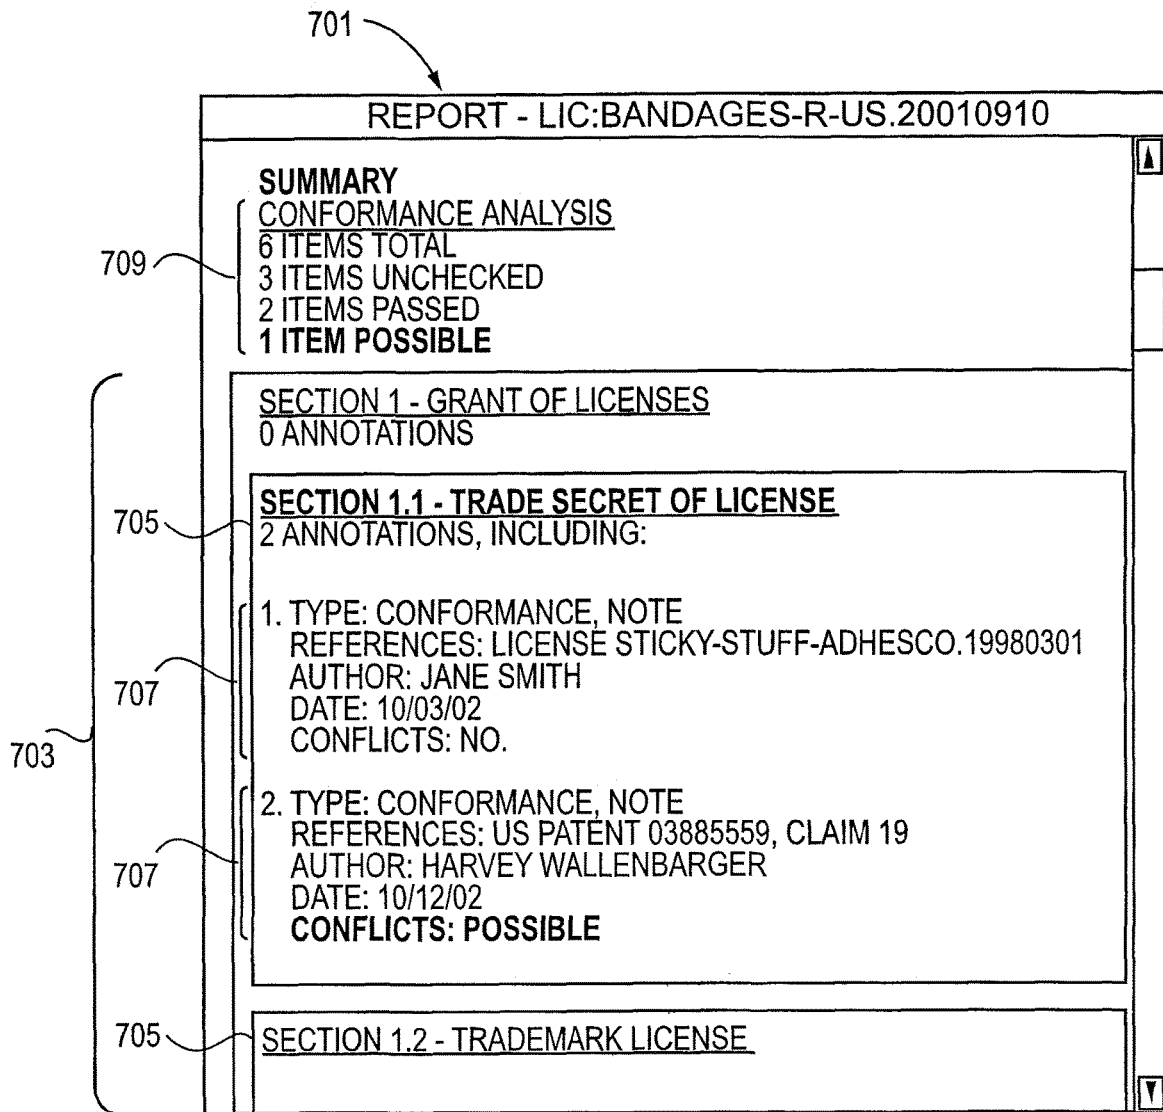 701
REPORT - LIC:BANDAGES-R-US.20010910
SUMMARY
CONFORMANCE ANALYSIS
6 ITEMS TOTAL
709
3 ITEMS UNCHECKED
2 ITEMS PASSED
1 ITEM POSSIBLE
SECTION 1 - GRANT OF LICENSES
0 ANNOTATIONS
SECTION 1.1 - TRADE SECRET OF LICENSE
705
2 ANNOTATIONS, INCLUDING:
1. TYPE: CONFORMANCE, NOTE
REFERENCES: LICENSE STICKY-STUFF-ADHESCO.19980301
707
AUTHOR: JANE SMITH
DATE: 10/03/02
CONFLICTS: NO.
703
2. TYPE: CONFORMANCE, NOTE
REFERENCES: US PATENT 03885559, CLAIM 19
707
AUTHOR: HARVEY WALLENBARGER
DATE: 10/12/02
CONFLICTS: POSSIBLE
705
SECTION 1.2 - TRADEMARK LICENSE